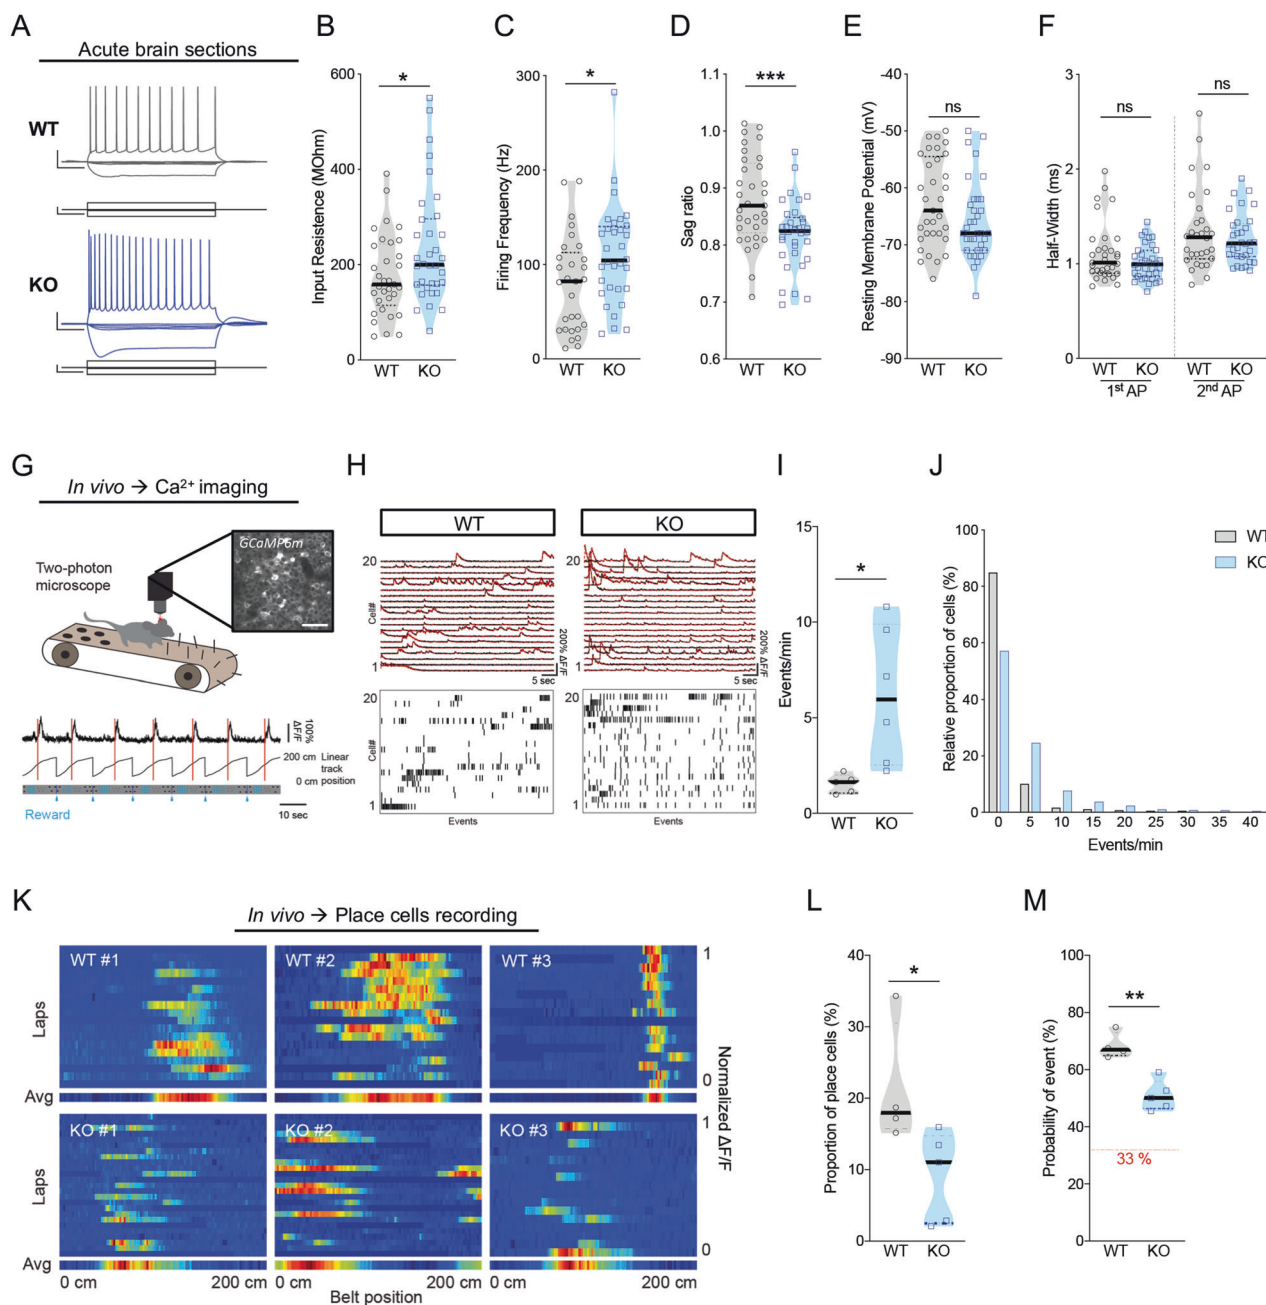 A
Acute brain sections
WT
KO
B
Input Resistence (MOhm)
600
400
200
0
*
WT KO
C
Firing Frequency (Hz)
300
200
100
0
*
WT KO
D
Sag ratio
1.1
1.0
0.9
0.8
0.7
0.6
***
WT KO
E
Resting Membrane Potential (mV)
-40
-50
-60
-70
-80
-90
ns
WT KO
F
Half-Width (ms)
3
2
1
0
ns
ns
WT KO WT KO
1st AP 2nd AP
G
In vivo → Ca2+ imaging
Two-photon
microscope
GCaMP6m
100%
ΔF/F
200 cm Linear
track
0 cm position
Reward
10 sec
H
WT KO
20
Cell#
1
200% ΔF/F
5 sec
20
1
200% ΔF/F
5 sec
20
Cell#
1
Events
20
Cell#
1
Events
I
Events/min
15
10
5
0
*
WT KO
J
Relative proportion of cells (%)
100
80
60
40
20
0
WT
KO
0 5 10 15 20 25 30 35 40
Events/min
K
In vivo → Place cells recording
WT #1 WT #2 WT #3
Laps
Avg
1
0
Normalized ΔF/F
KO #1 KO #2 KO #3
Laps
Avg
1
0
0 cm 200 cm 0 cm 200 cm 0 cm 200 cm
Belt position
L
Proportion of place cells (%)
40
30
20
10
0
*
WT KO
M
Probability of event (%)
100
80
60
40
20
0
**
33 %
WT KO